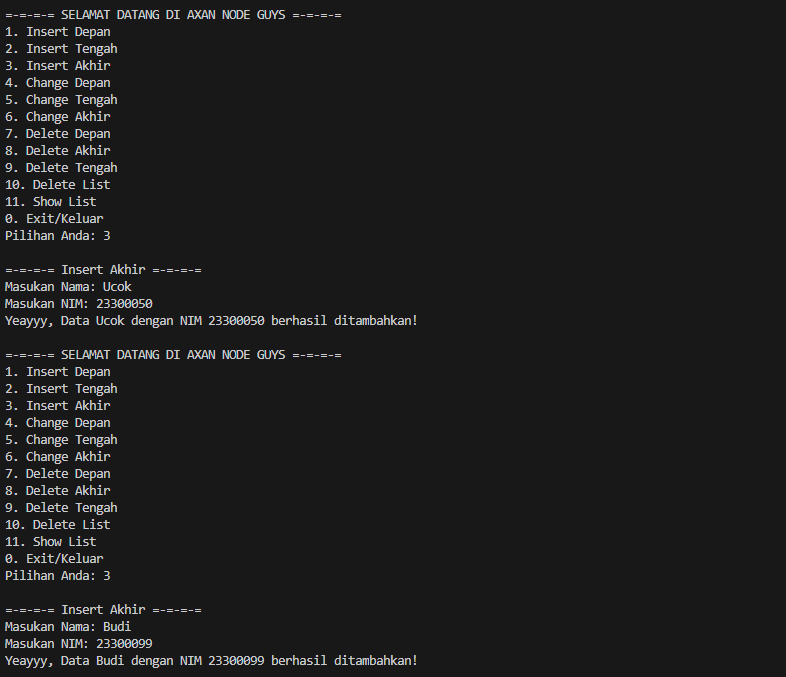 =-=-=-= SELAMAT DATANG DI AXAN NODE GUYS =-=-=-=
1. Insert Depan
2. Insert Tengah
3. Insert Akhir
4. Change Depan
5. Change Tengah
6. Change Akhir
7. Delete Depan
8. Delete Akhir
9. Delete Tengah
10. Delete List
11. Show List
0. Exit/Keluar
Pilihan Anda: 3
=-=-=-= Insert Akhir =-=-=-=
Masukan Nama: Ucok
Masukan NIM: 23300050
Yeayyy, Data Ucok dengan NIM 23300050 berhasil ditambahkan!
=-=-=-= SELAMAT DATANG DI AXAN NODE GUYS =-=-=-=
1. Insert Depan
2. Insert Tengah
3. Insert Akhir
4. Change Depan
5. Change Tengah
6. Change Akhir
7. Delete Depan
8. Delete Akhir
9. Delete Tengah
10. Delete List
11. Show List
0. Exit/Keluar
Pilihan Anda: 3
=-=-=-= Insert Akhir =-=-=-=
Masukan Nama: Budi
Masukan NIM: 23300099
Yeayyy, Data Budi dengan NIM 23300099 berhasil ditambahkan!